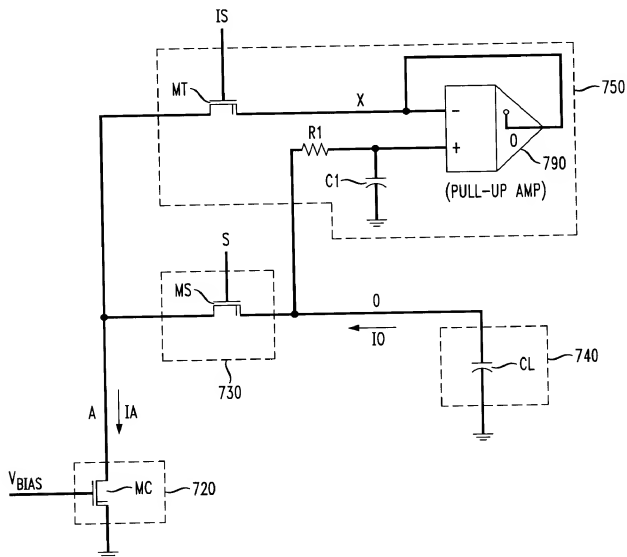 IS
750
MT
X
−
R1
+
0
790
C1
(PULL-UP AMP)
S
MS
0
IO
730
CL
740
A
IA
VBIAS
MC
720